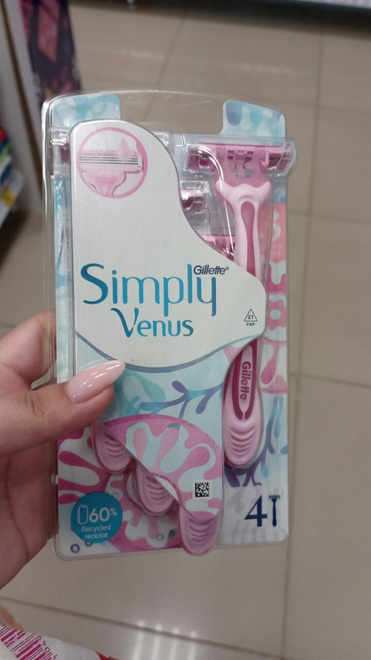 Gillette®
Simply
Venus
21
PAP
Gillette
60%
Recycled
reciclat
4